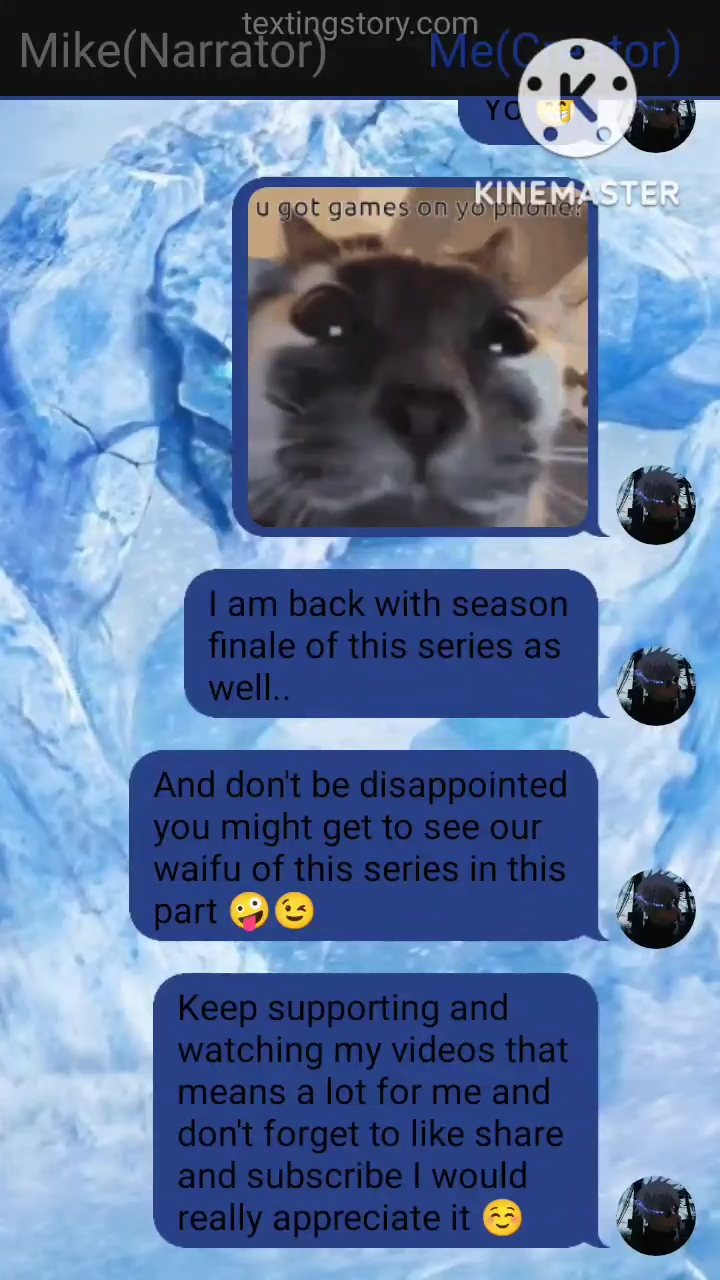 textingstory.com
Mike(Narrator)
Me(Creator)
YO
K
KINEMASTER
u got games on yo phone?
I am back with season
finale of this series as
well..
And don't be disappointed
you might get to see our
waifu of this series in this
part 🤪😉
Keep supporting and
watching my videos that
means a lot for me and
don't forget to like share
and subscribe I would
really appreciate it ☺️